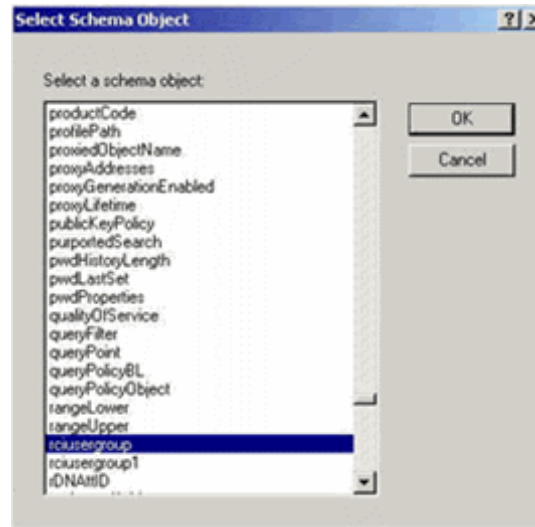 Select Schema Object
Select a schema object:
OK
Cancel
productCode
profilePath
proxiedObjectName
proxyAddresses
proxyGenerationEnabled
proxyLifetime
publicKeyPolicy
purportedSearch
pwdHistoryLength
pwdLastSet
pwdProperties
qualityOfService
queryFilter
queryPoint
queryPolicyBL
queryPolicyObject
rangeLower
rangeUpper
rciusergroup
rciusergroup1
rDNAttID